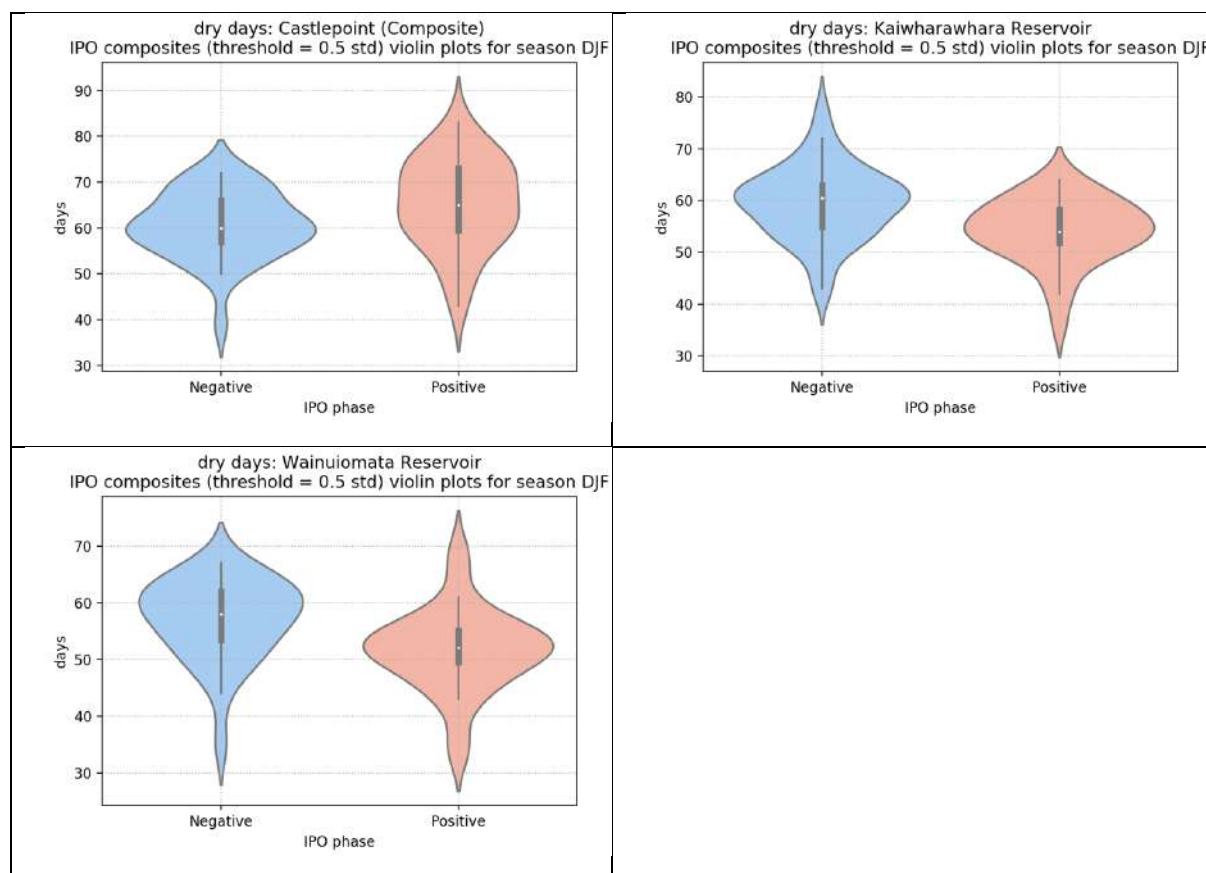 dry days: Castlepoint (Composite)
IPO composites (threshold = 0.5 std) violin plots for season DJF
90
80
70
60
50
40
30
days
Negative
Positive
IPO phase
dry days: Kaiwharawhara Reservoir
IPO composites (threshold = 0.5 std) violin plots for season DJF
80
70
60
50
40
30
days
Negative
Positive
IPO phase
dry days: Wainuiomata Reservoir
IPO composites (threshold = 0.5 std) violin plots for season DJF
70
60
50
40
30
days
Negative
Positive
IPO phase